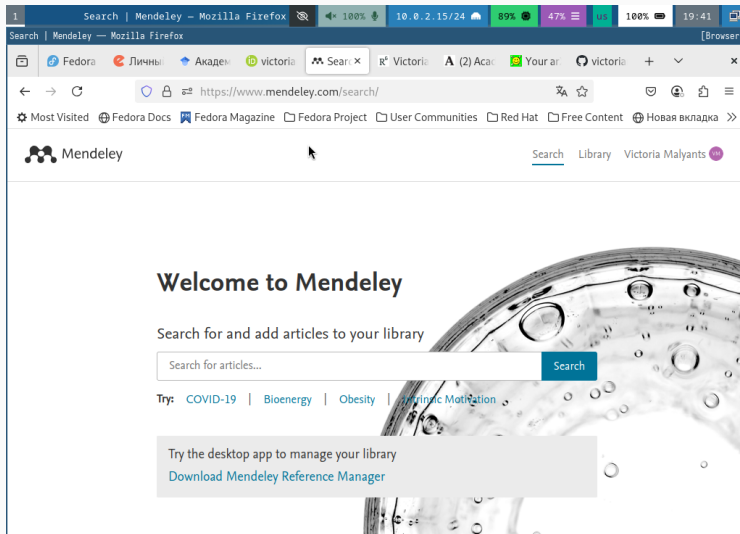 1 Search | Mendeley — Mozilla Firefox 100% 10.0.2.15/24 89% 47% us 100% 19:41
Search | Mendeley — Mozilla Firefox [Browser
Fedora Личны Академ victoria Searc × R⁶ Victoria A (2) Acac Your ar victoria + ×
https://www.mendeley.com/search/
Most Visited Fedora Docs Fedora Magazine Fedora Project User Communities Red Hat Free Content Новая вкладка
Mendeley Search Library Victoria Malyants VM
Welcome to Mendeley
Search for and add articles to your library
Search for articles... Search
Try: COVID-19 | Bioenergy | Obesity | Intrinsic Motivation
Try the desktop app to manage your library
Download Mendeley Reference Manager